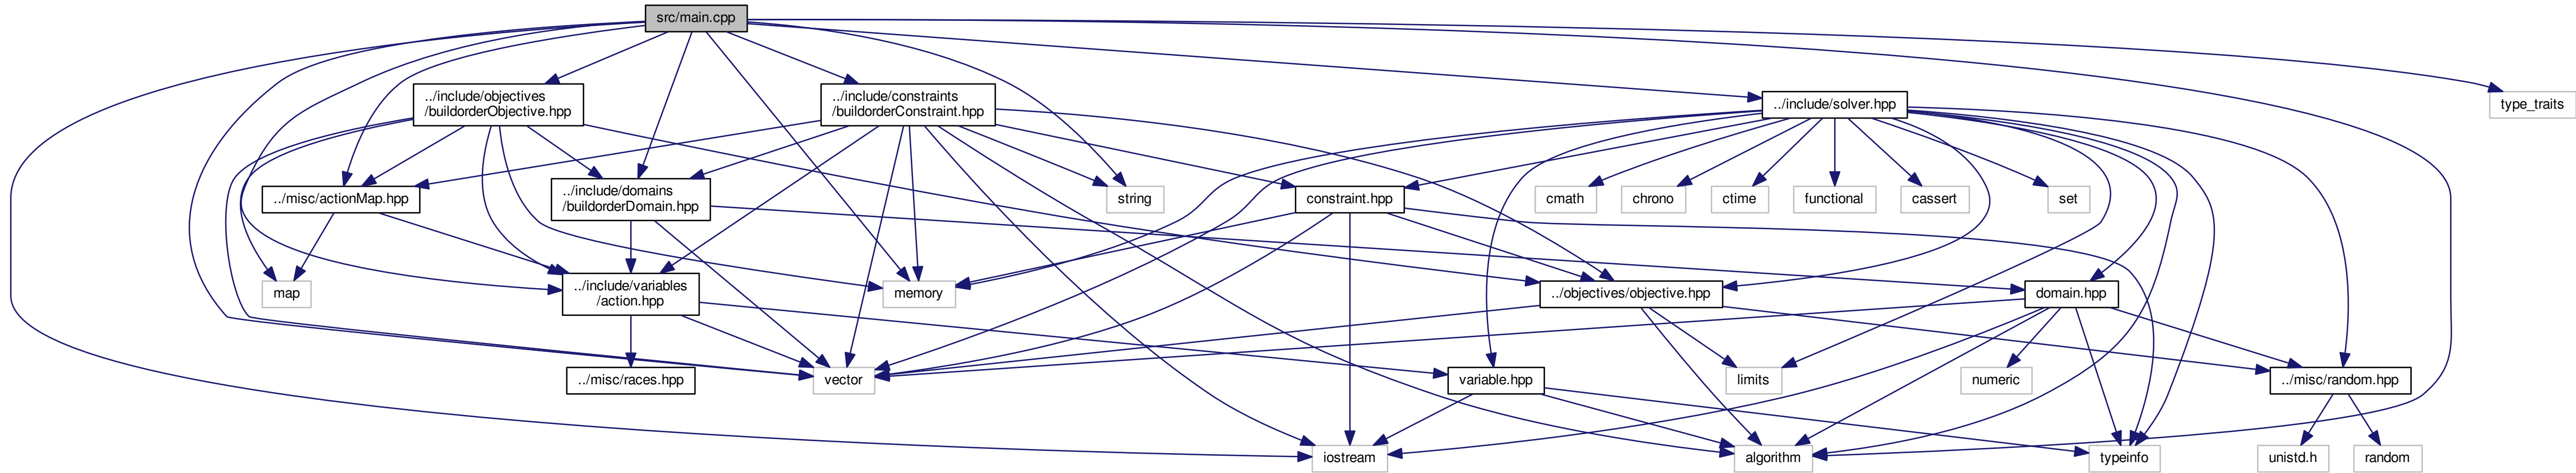 src/main.cpp
../include/objectives
/buildorderObjective.hpp
../include/constraints
/buildorderConstraint.hpp
../include/solver.hpp
type_traits
../misc/actionMap.hpp
../include/domains
/buildorderDomain.hpp
string
constraint.hpp
cmath
chrono
ctime
functional
cassert
set
map
../include/variables
/action.hpp
memory
../objectives/objective.hpp
domain.hpp
../misc/races.hpp
vector
variable.hpp
limits
numeric
../misc/random.hpp
iostream
algorithm
typeinfo
unistd.h
random